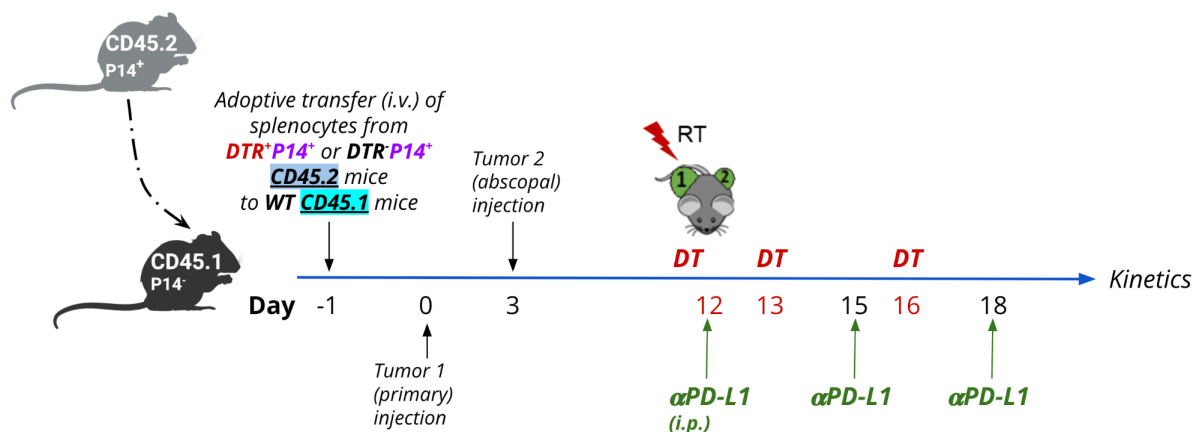 CD45.2
P14⁺
Adoptive transfer (i.v.) of
splenocytes from
DTR⁺P14⁺ or DTR⁻P14⁺
CD45.2 mice
to WT CD45.1 mice
CD45.1
P14⁻
Tumor 2
(abscopal)
injection
RT
1 2
DT DT DT
Kinetics
Day -1 0 3 12 13 15 16 18
Tumor 1
(primary)
injection
αPD-L1
(i.p.)
αPD-L1
αPD-L1